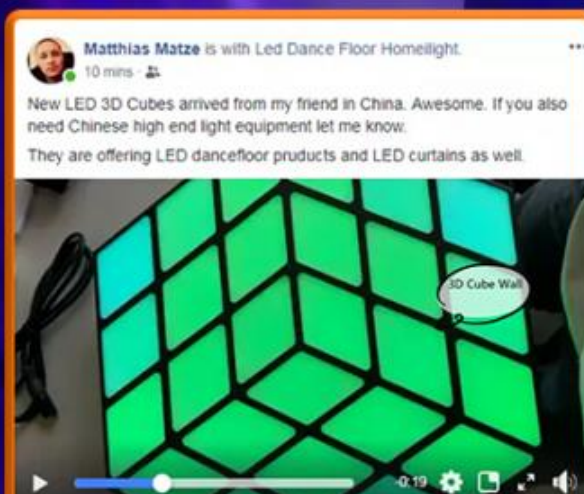 Matthias Matze is with Led Dance Floor Homeilight.
10 mins ·
New LED 3D Cubes arrived from my friend in China. Awesome. If you also
need Chinese high end light equipment let me know.
They are offering LED dancefloor pruducts and LED curtains as well.
3D Cube Wall
-0:19